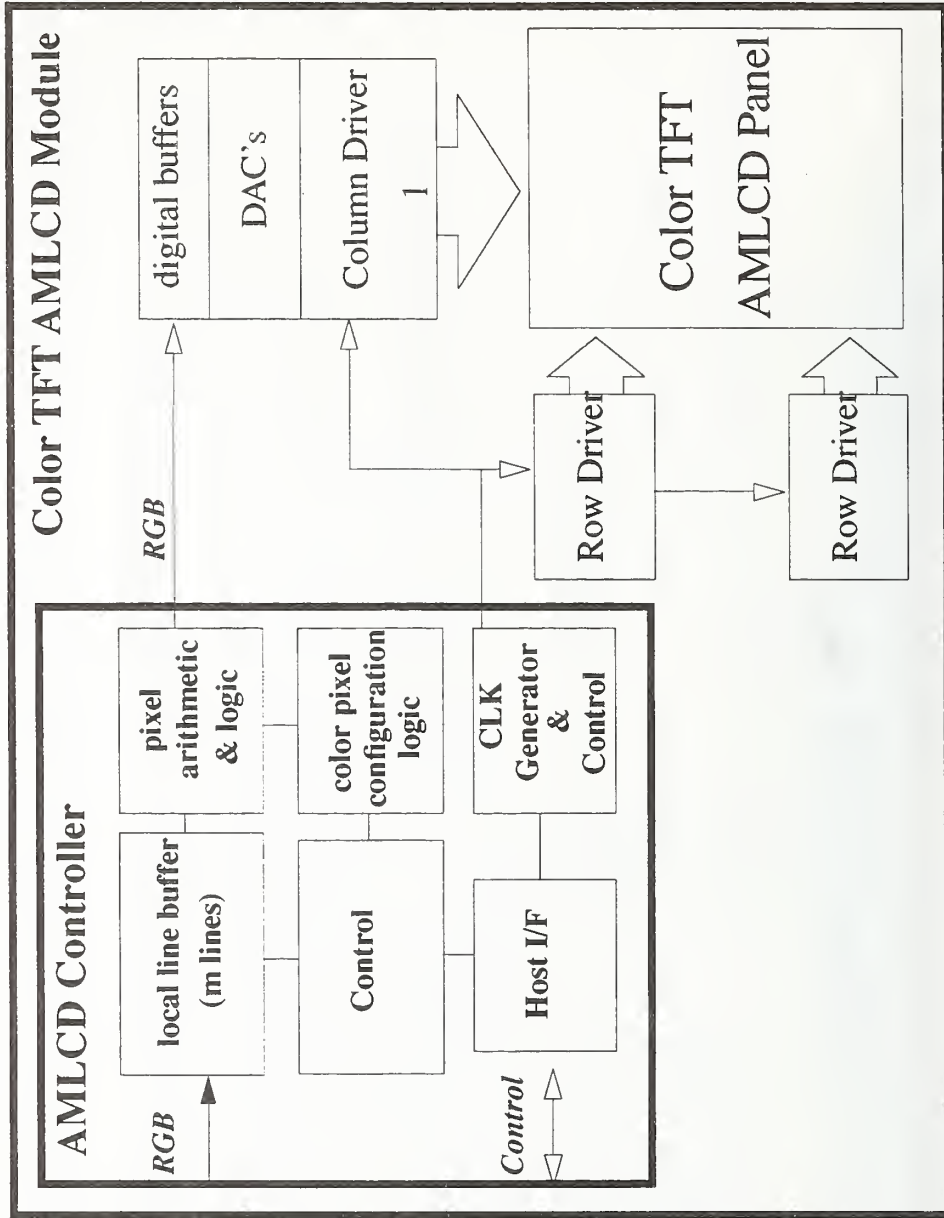 Color TFT AMLCD Module
AMLCD Controller
RGB
local line buffer
(m lines)
pixel
arithmetic
& logic
RGB
digital buffers
DAC's
Column Driver
1
Control
color pixel
configuration
logic
Control
Host I/F
CLK
Generator
&
Control
Row Driver
Row Driver
Color TFT
AMLCD Panel